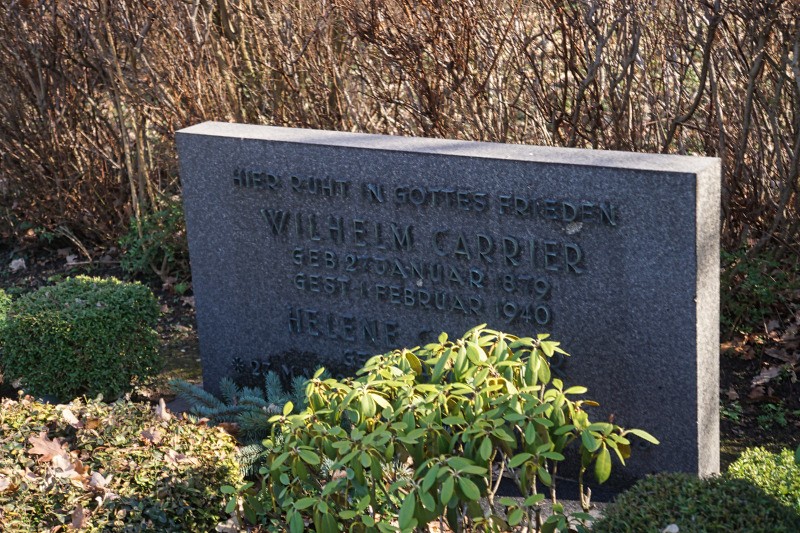 HIER RUHT IN GOTTES FRIEDEN
WILHELM CARRIER
GEB·27·JANUAR 1879
GEST·1·FEBRUAR 1940
HELENE